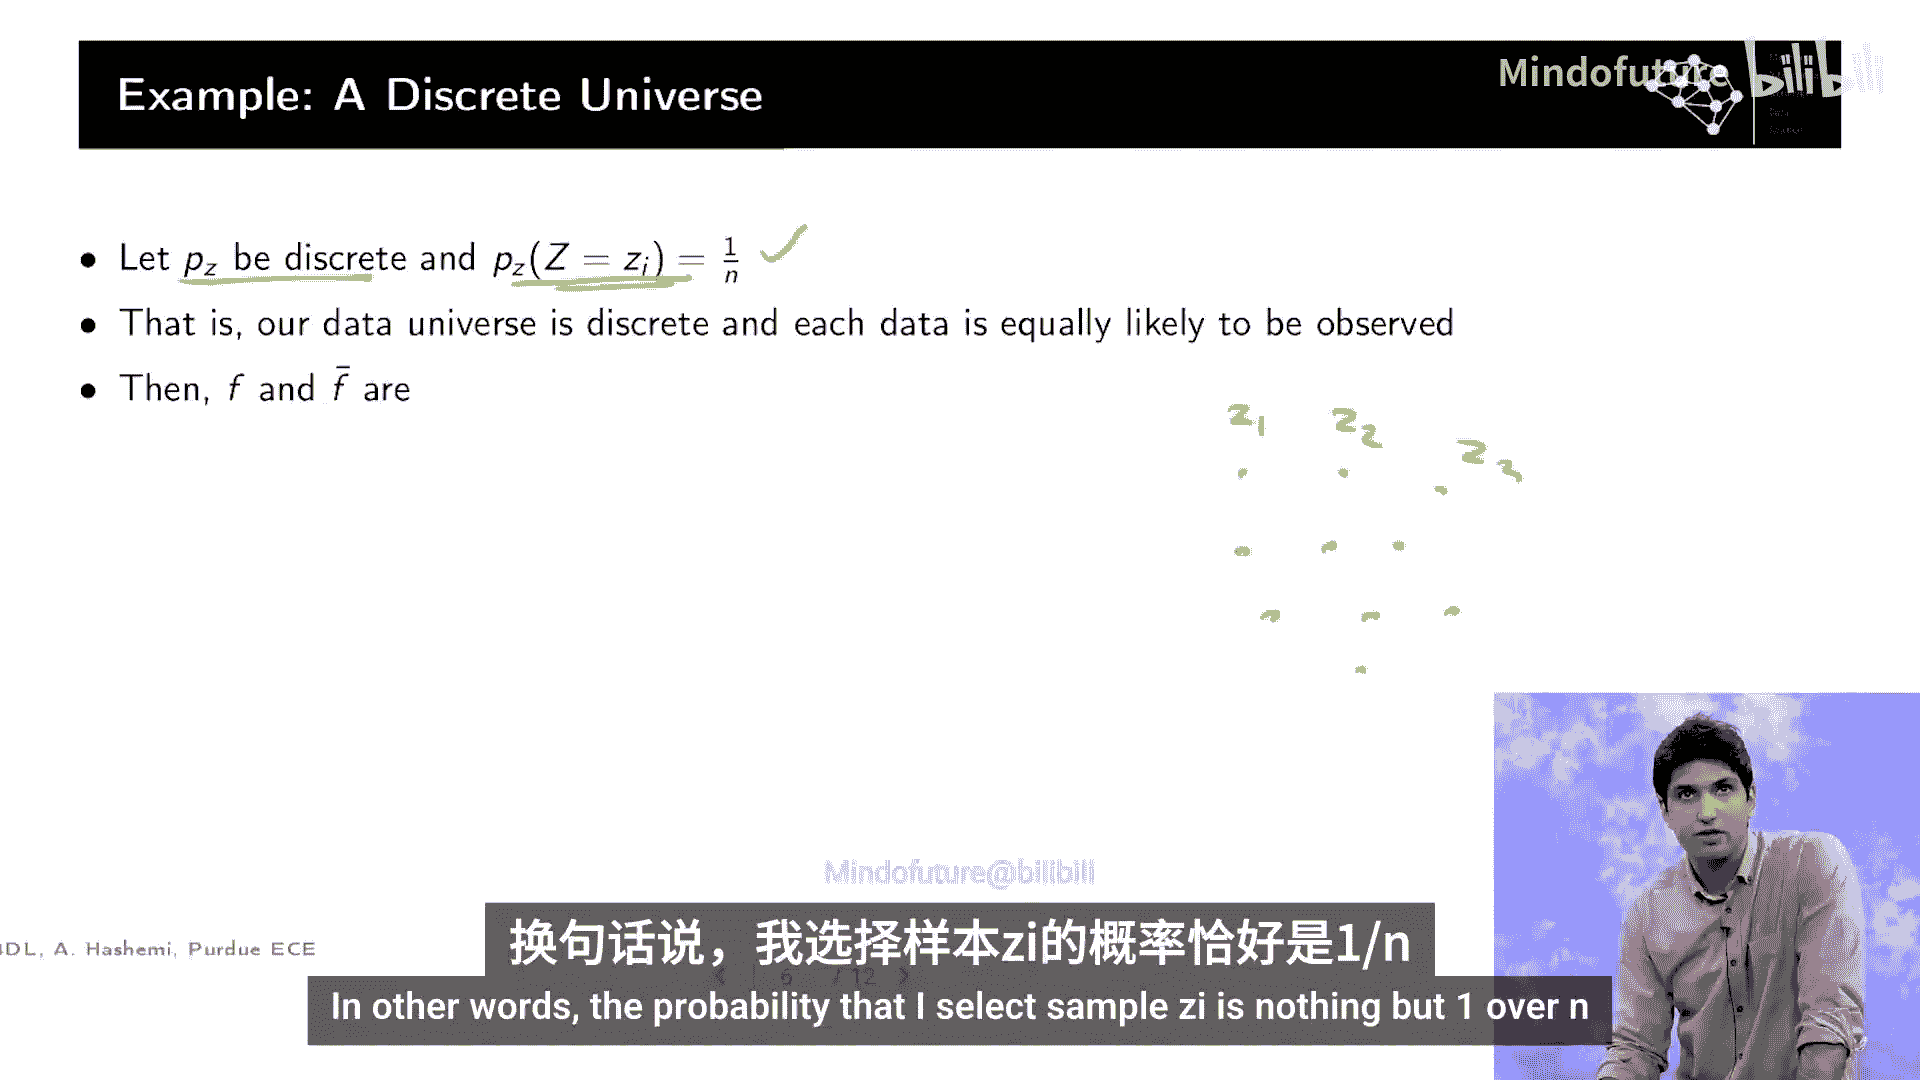 Example: A Discrete Universe
Mindofuture
bilibili
• Let p_z be discrete and p_z(Z = z_i) = 1/n
• That is, our data universe is discrete and each data is equally likely to be observed
• Then, f and f̄ are
z1 z2 z3
Mindofuture@bilibili
DL, A. Hashemi, Purdue ECE
换句话说，我选择样本zi的概率恰好是1/n
6 / 12
In other words, the probability that I select sample zi is nothing but 1 over n